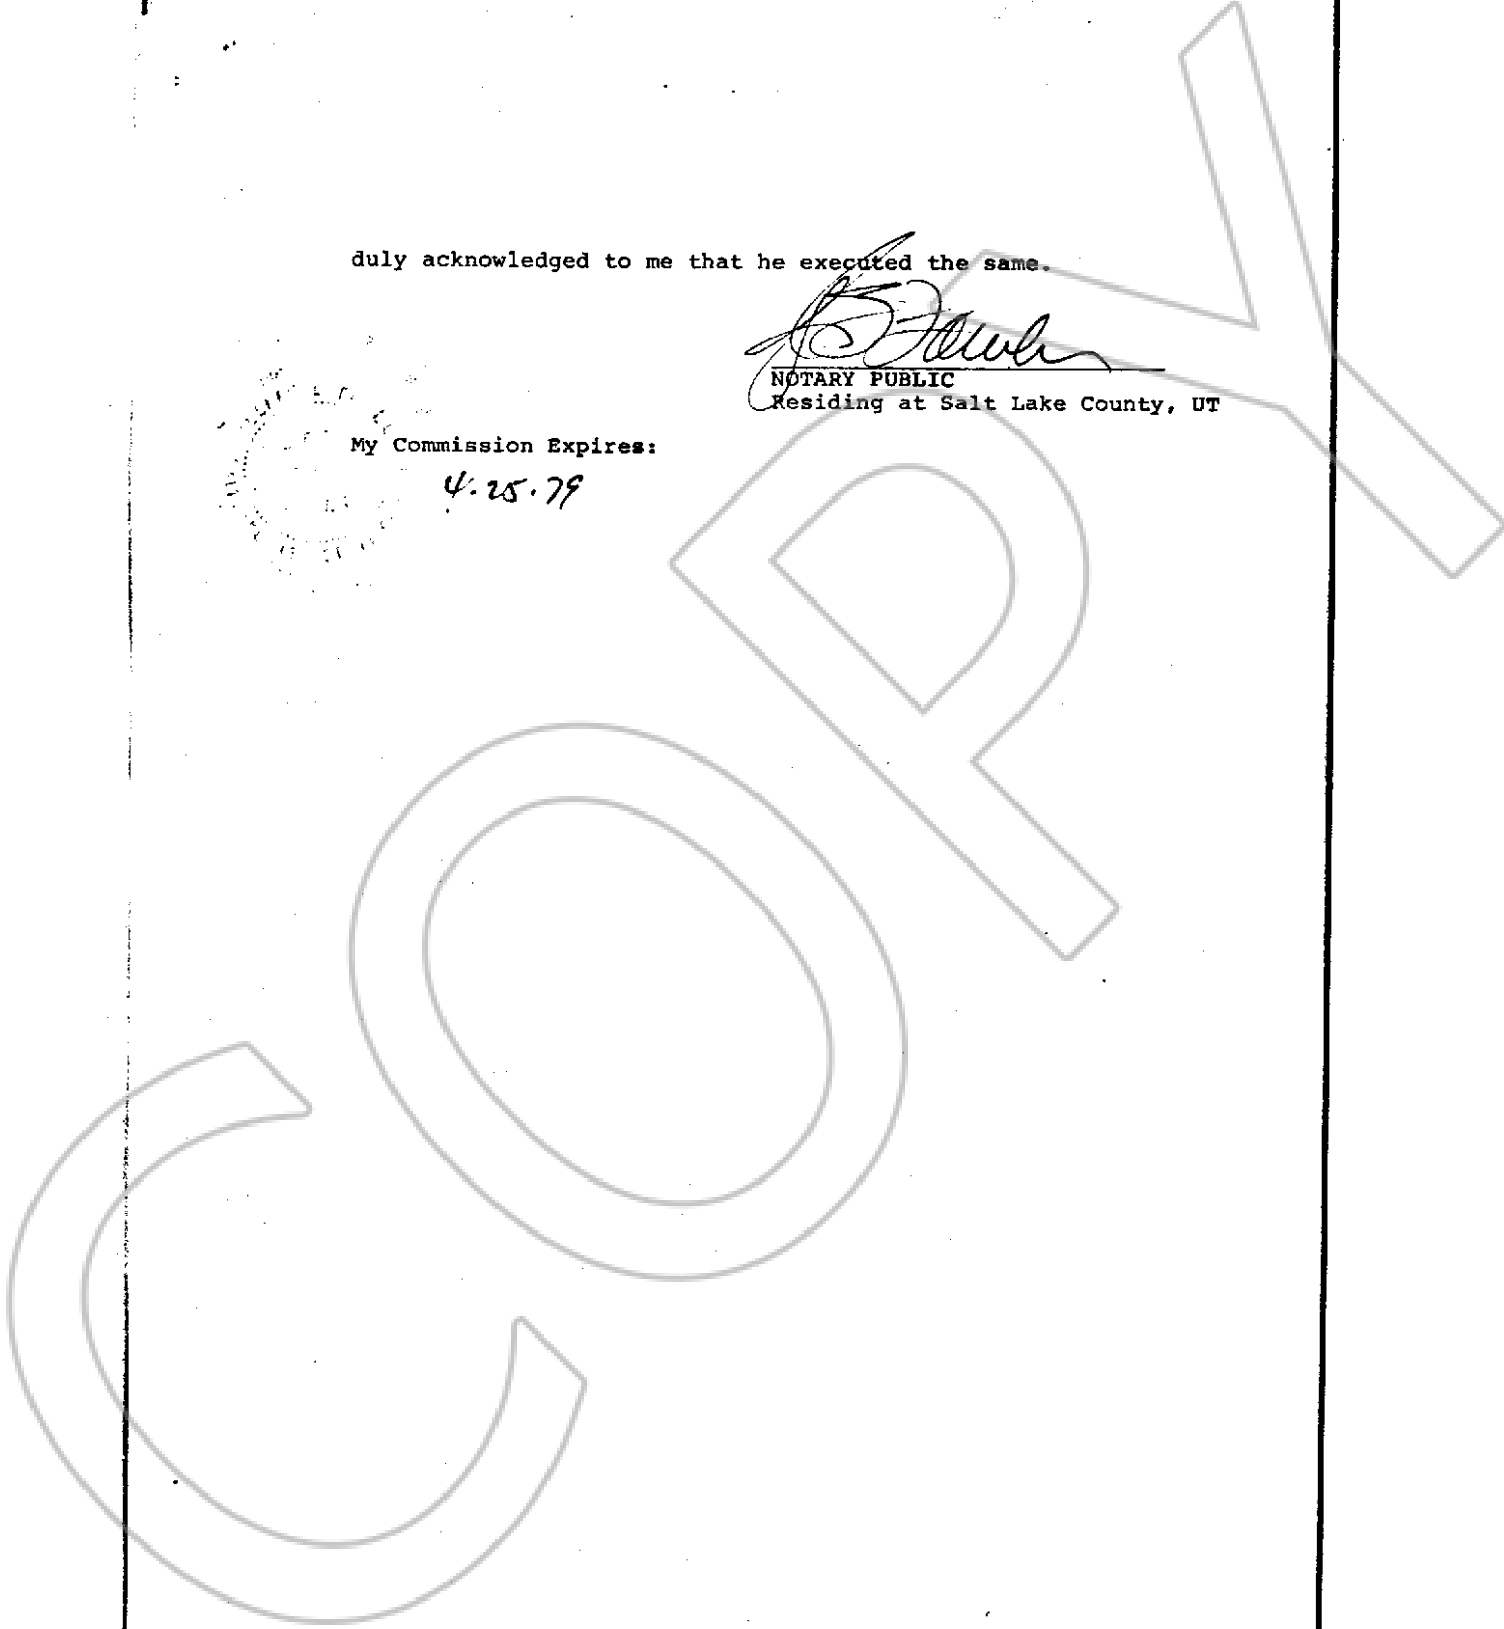 duly acknowledged to me that he executed the same.
NOTARY PUBLIC
Residing at Salt Lake County, UT
My Commission Expires:
4.25.79
COPY